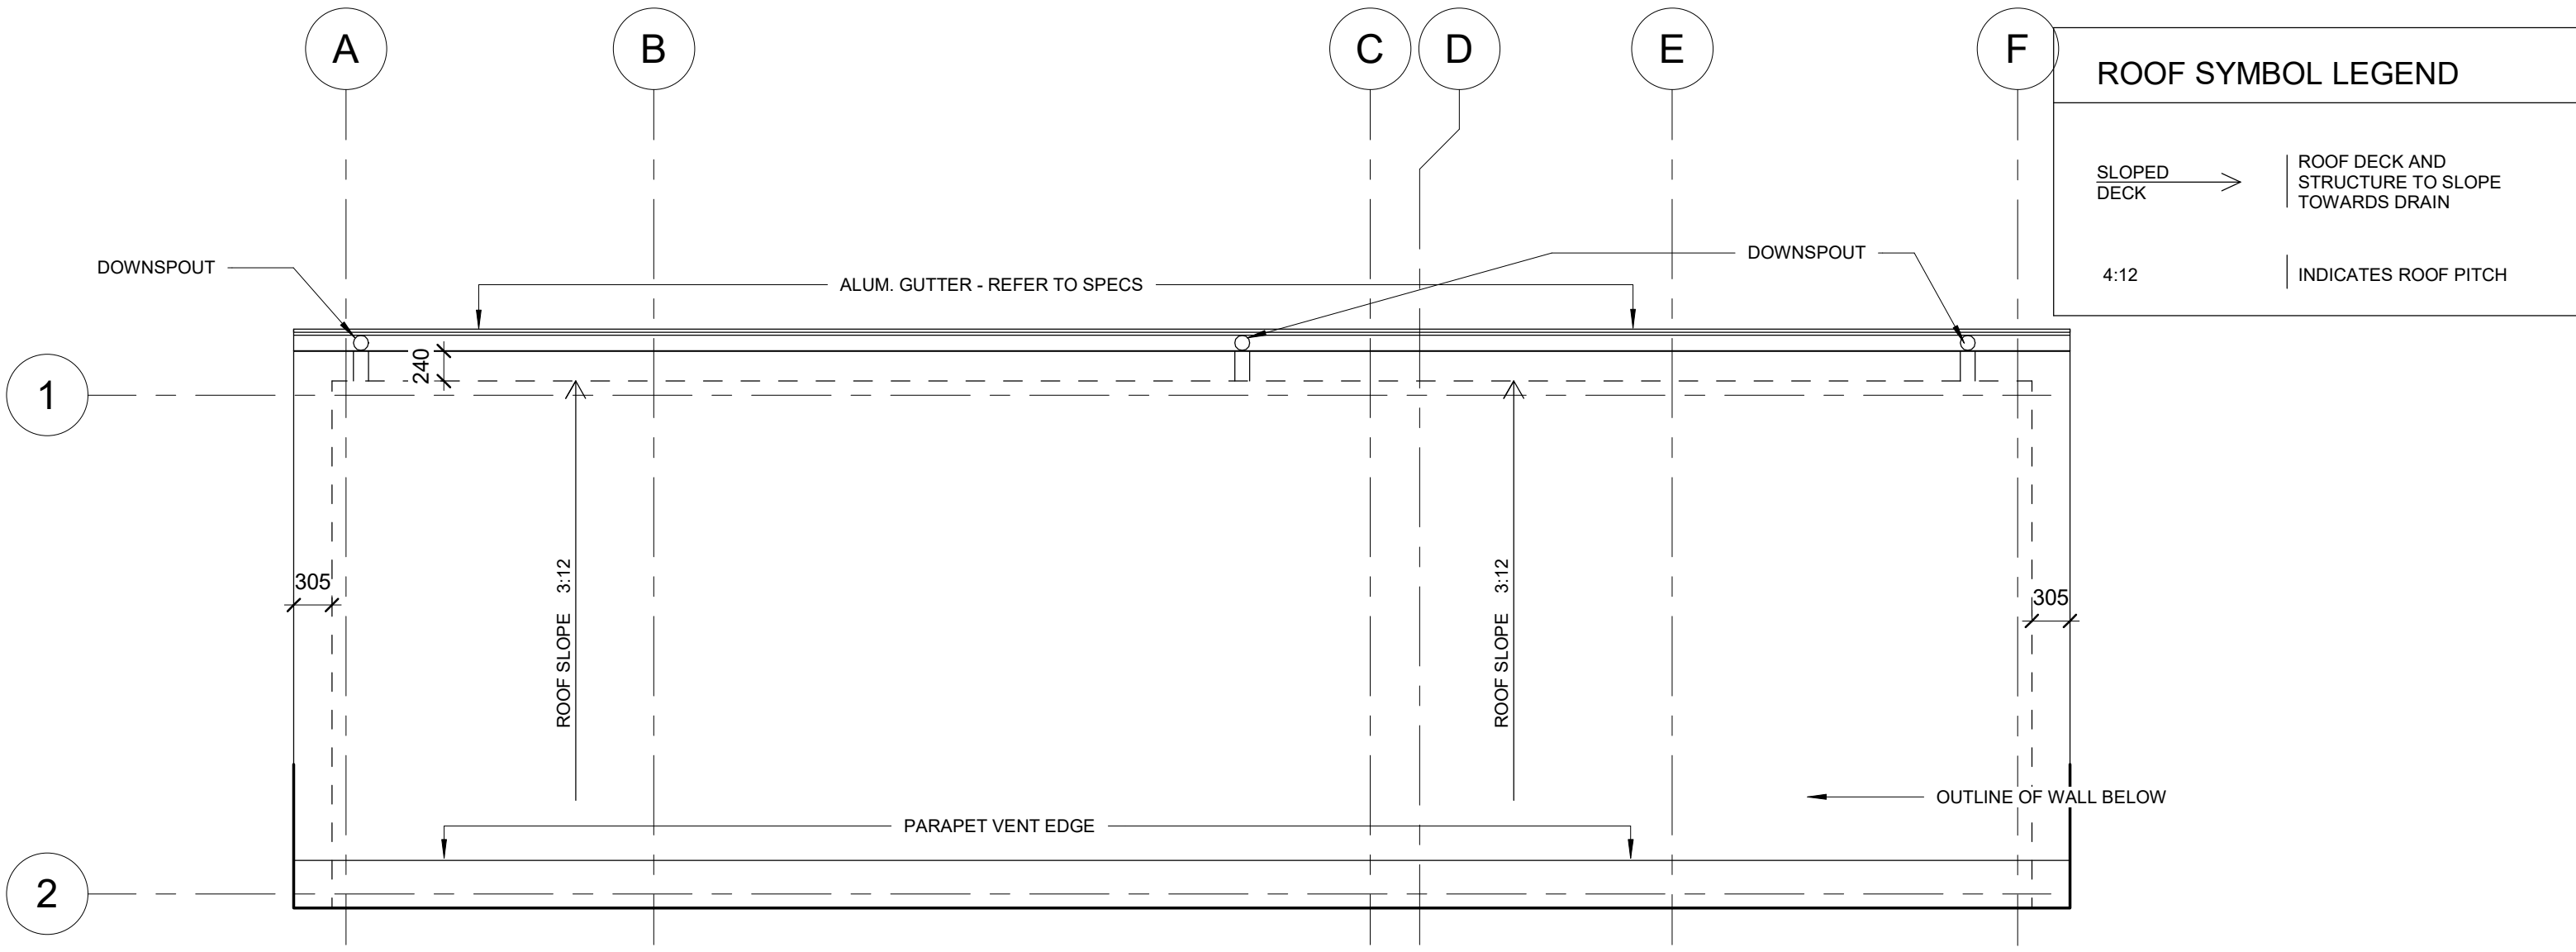 A
B
C
D
E
F
ROOF SYMBOL LEGEND
SLOPED
DECK
ROOF DECK AND
STRUCTURE TO SLOPE
TOWARDS DRAIN
4:12
INDICATES ROOF PITCH
DOWNSPOUT
ALUM. GUTTER - REFER TO SPECS
DOWNSPOUT
240
1
305
ROOF SLOPE 3:12
ROOF SLOPE 3:12
305
OUTLINE OF WALL BELOW
PARAPET VENT EDGE
2